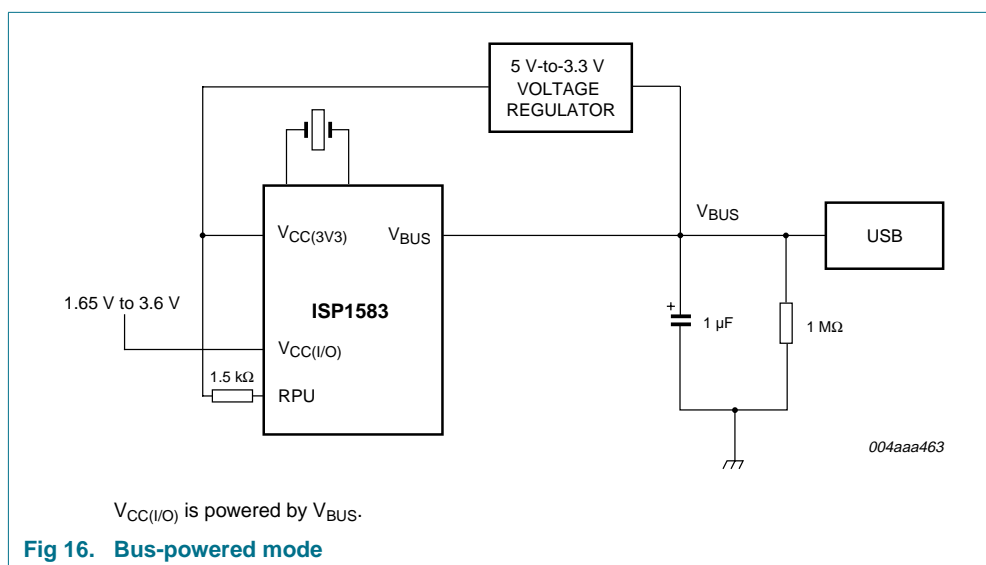 5 V-to-3.3 V
VOLTAGE
REGULATOR
VCC(3V3)
VBUS
VBUS
USB
1.65 V to 3.6 V
ISP1583
+
1 µF
1 MΩ
VCC(I/O)
1.5 kΩ
RPU
004aaa463
VCC(I/O) is powered by VBUS.
Fig 16. Bus-powered mode